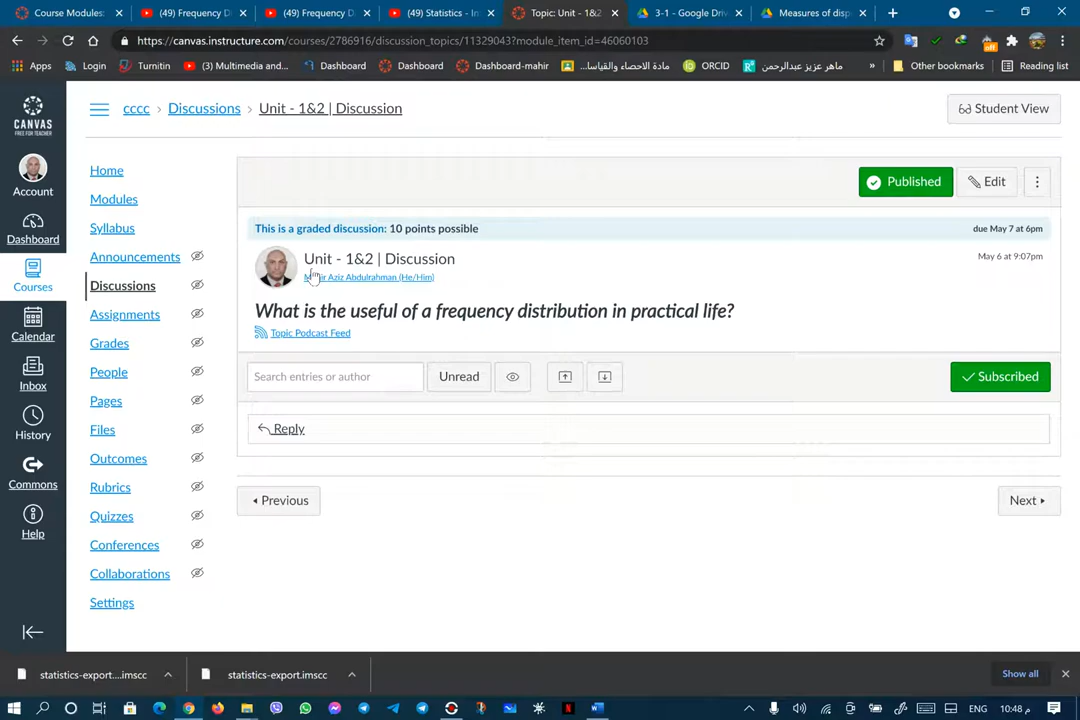 Course Modules:
(49) Frequency D
(49) Frequency D
(49) Statistics - In
Topic: Unit - 1&2
3-1 - Google Driv
Measures of disp
https://canvas.instructure.com/courses/2786916/discussion_topics/11329043?module_item_id=46060103
Apps
Login
Turnitin
(3) Multimedia and...
Dashboard
Dashboard
Dashboard-mahir
مادة الاحصاء والقياسا...
ORCID
ماهر عزيز عبدالرحمن
»
Other bookmarks
Reading list
CANVAS
FREE FOR TEACHER
Account
Dashboard
Courses
Calendar
Inbox
History
Commons
Help
cccc › Discussions › Unit - 1&2 | Discussion
Student View
Home
Modules
Syllabus
Announcements
Discussions
Assignments
Grades
People
Pages
Files
Outcomes
Rubrics
Quizzes
Conferences
Collaborations
Settings
Published
Edit
This is a graded discussion: 10 points possible
due May 7 at 6pm
Unit - 1&2 | Discussion
May 6 at 9:07pm
Aziz Abdulrahman (He/Him)
What is the useful of a frequency distribution in practical life?
Topic Podcast Feed
Search entries or author
Unread
Subscribed
Reply
Previous
Next
statistics-export....imscc
statistics-export.imscc
Show all
ENG
10:48 م